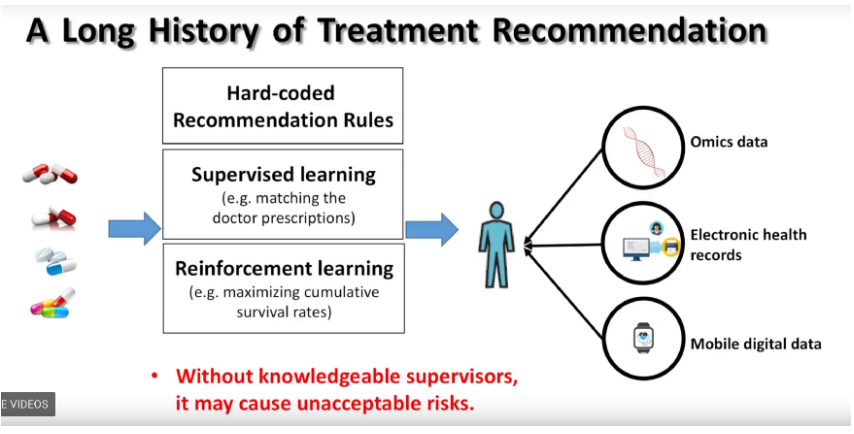 A Long History of Treatment Recommendation
Hard-coded
Recommendation Rules
Supervised learning
(e.g. matching the
doctor prescriptions)
Reinforcement learning
(e.g. maximizing cumulative
survival rates)
Omics data
Electronic health
records
Mobile digital data
• Without knowledgeable supervisors,
it may cause unacceptable risks.
E VIDEOS